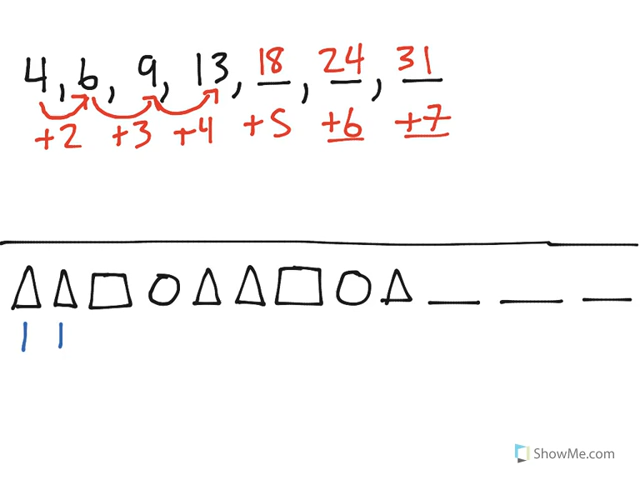 4, 6, 9, 13, 18, 24, 31
+2 +3 +4 +5 +6 +7
ShowMe.com